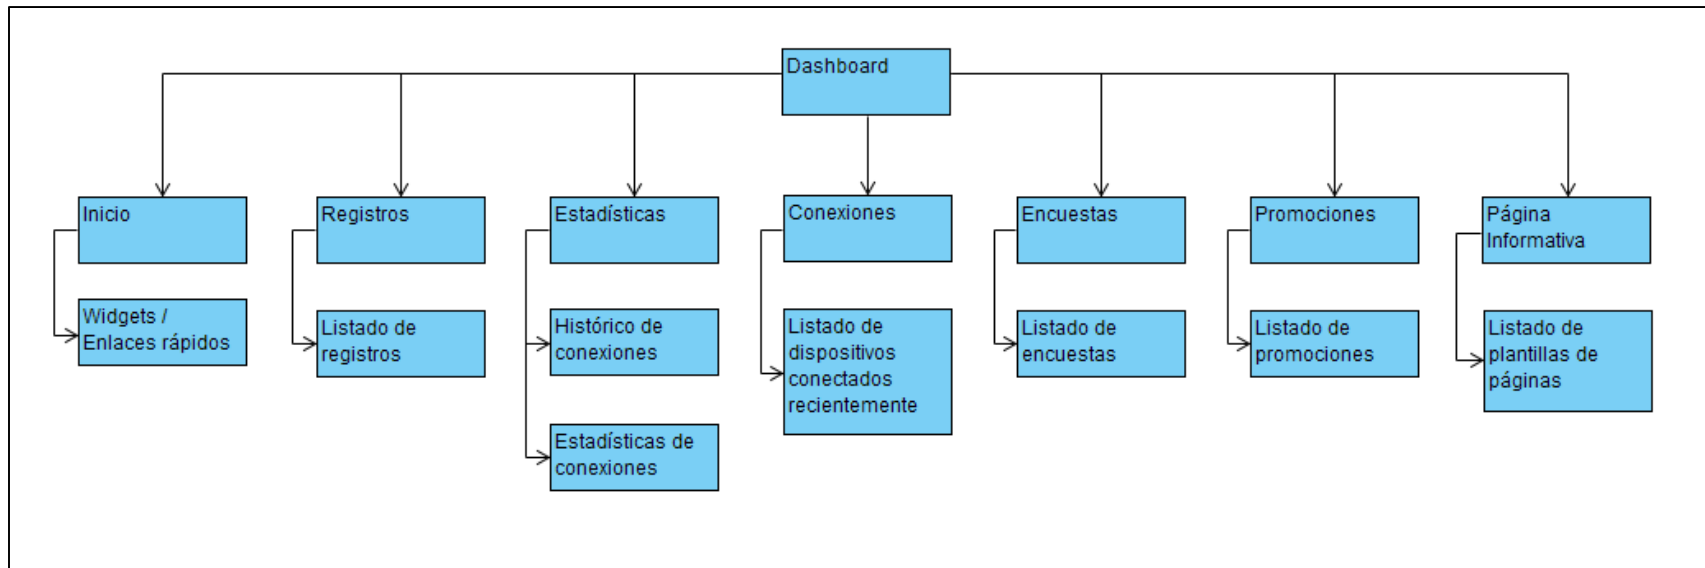 Dashboard
Inicio
Registros
Estadísticas
Conexiones
Encuestas
Promociones
Página
Informativa
Widgets /
Enlaces rápidos
Listado de
registros
Histórico de
conexiones
Estadísticas de
conexiones
Listado de
dispositivos
conectados
recientemente
Listado de
encuestas
Listado de
promociones
Listado de
plantillas de
páginas